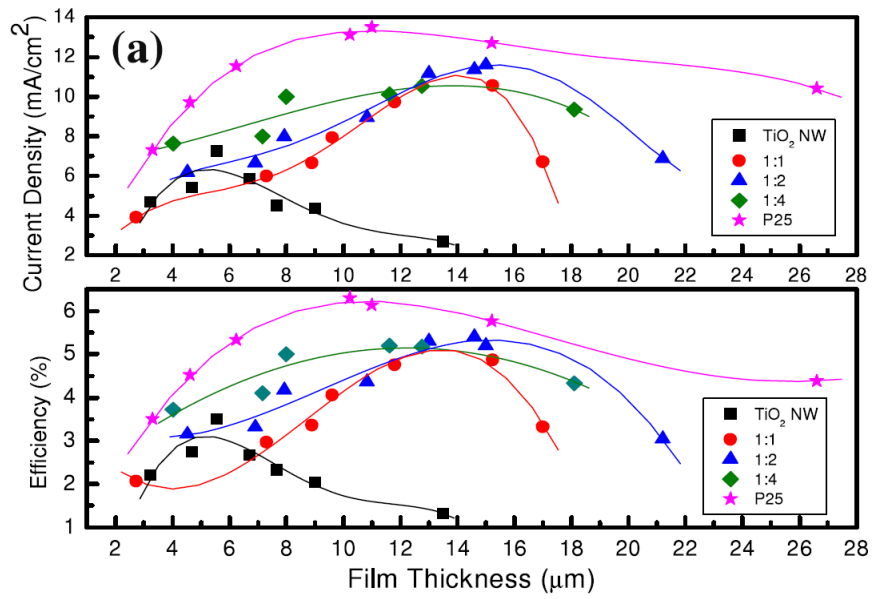 (a)
Current Density (mA/cm²)
14
12
10
8
6
4
2
TiO₂ NW
1:1
1:2
1:4
P25
2 4 6 8 10 12 14 16 18 20 22 24 26 28
Efficiency (%)
6
5
4
3
2
1
TiO₂ NW
1:1
1:2
1:4
P25
2 4 6 8 10 12 14 16 18 20 22 24 26 28
Film Thickness (μm)